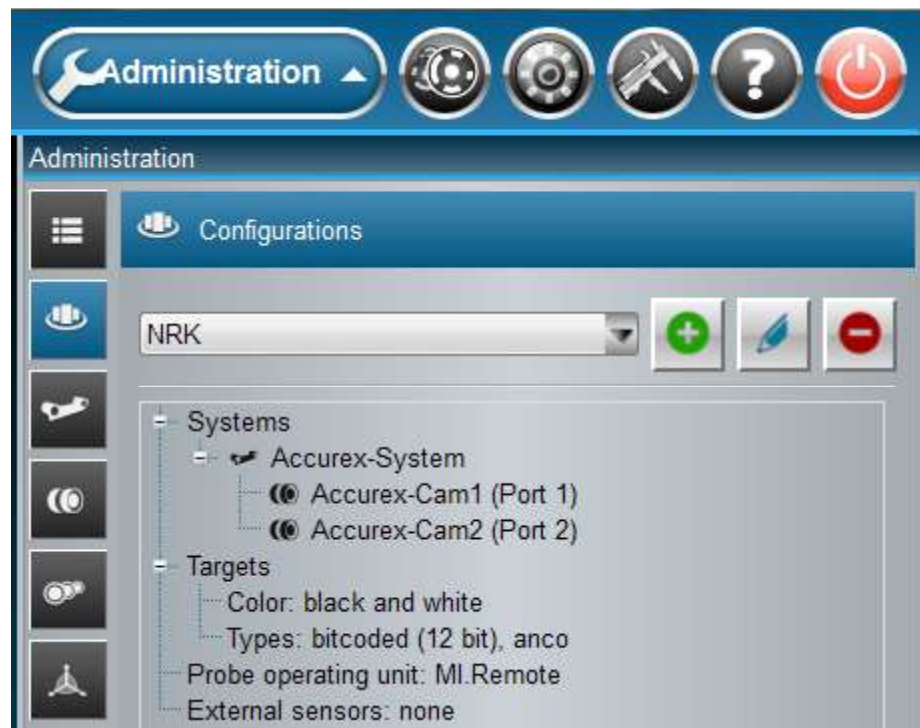 Administration
Administration
Configurations
NRK
Systems
Accurex-System
Accurex-Cam1 (Port 1)
Accurex-Cam2 (Port 2)
Targets
Color: black and white
Types: bitcoded (12 bit), anco
Probe operating unit: MI.Remote
External sensors: none